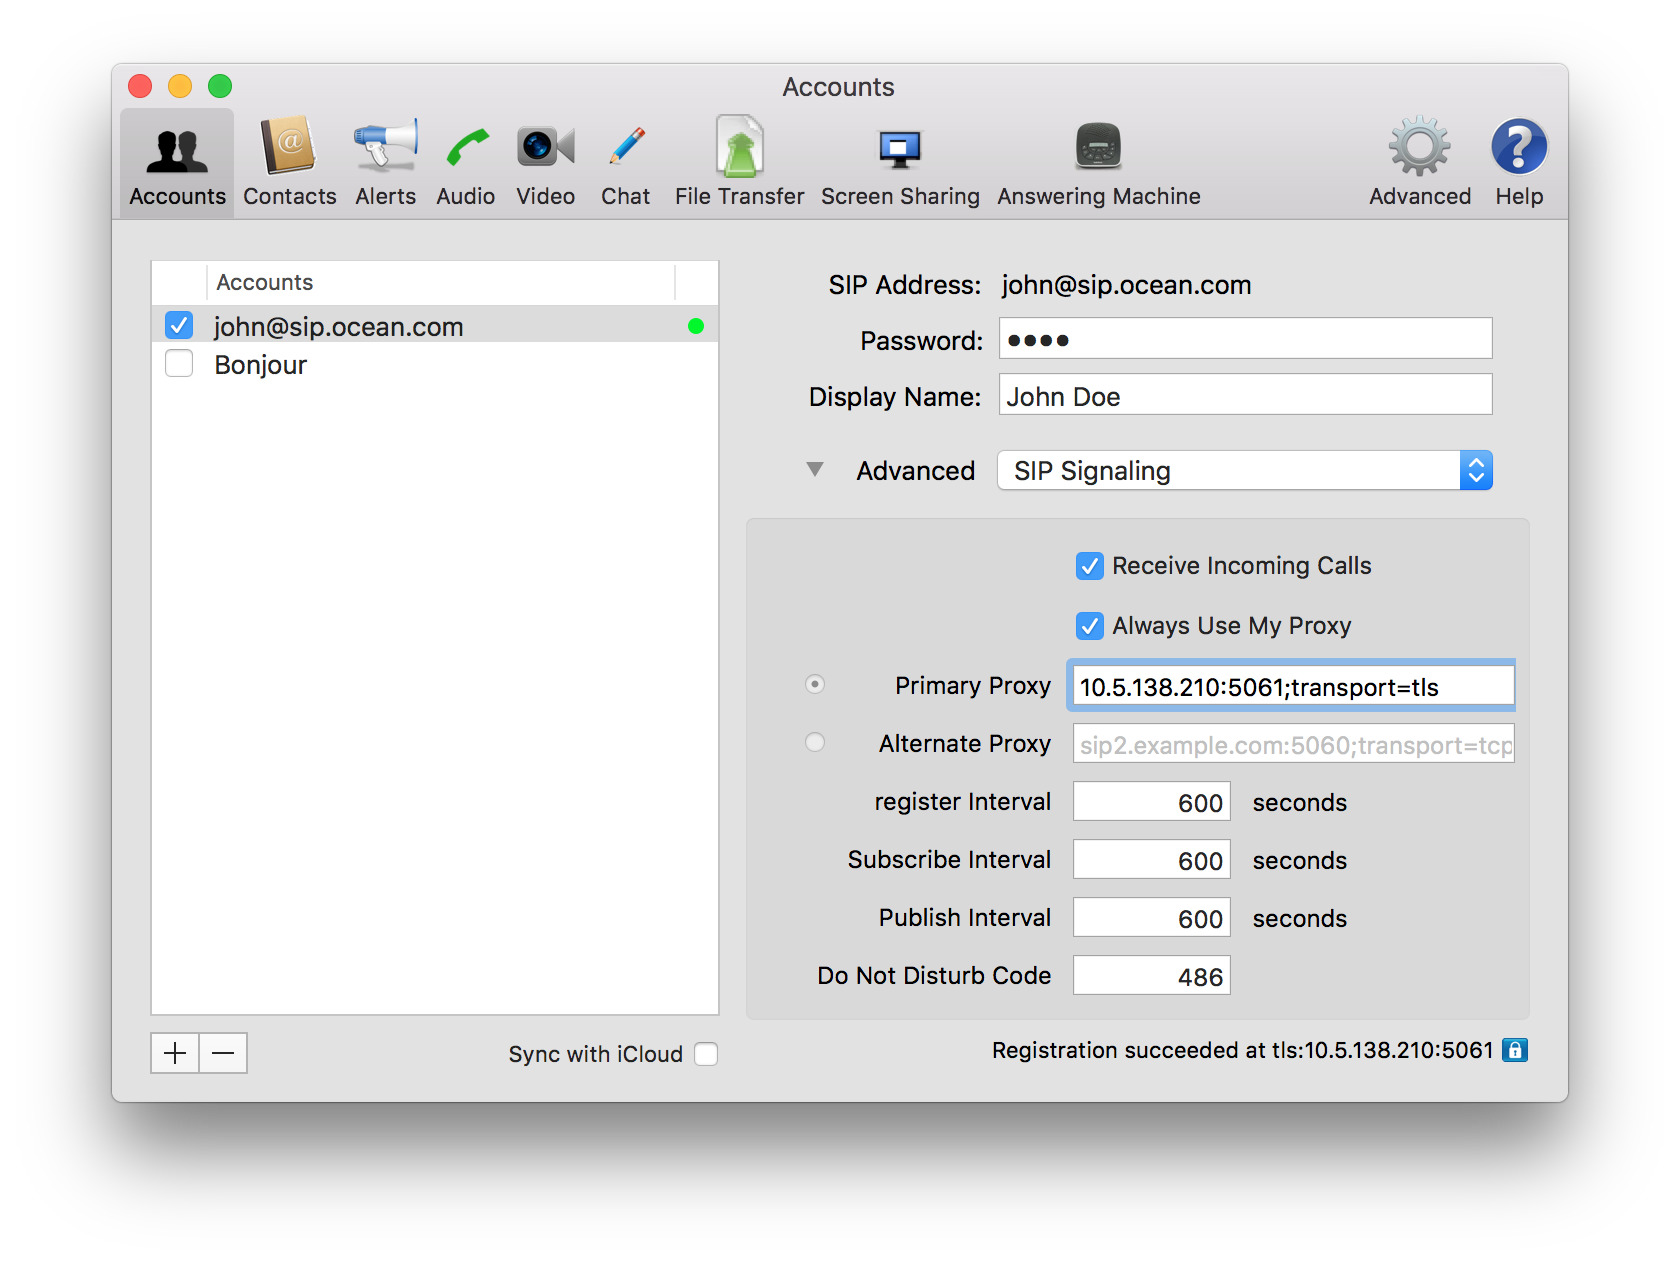 Accounts
Accounts Contacts Alerts Audio Video Chat File Transfer Screen Sharing Answering Machine Advanced Help
Accounts
john@sip.ocean.com
Bonjour
Sync with iCloud
SIP Address: john@sip.ocean.com
Password: ••••
Display Name: John Doe
Advanced SIP Signaling
Receive Incoming Calls
Always Use My Proxy
Primary Proxy 10.5.138.210:5061;transport=tls
Alternate Proxy sip2.example.com:5060;transport=tcp
register Interval 600 seconds
Subscribe Interval 600 seconds
Publish Interval 600 seconds
Do Not Disturb Code 486
Registration succeeded at tls:10.5.138.210:5061